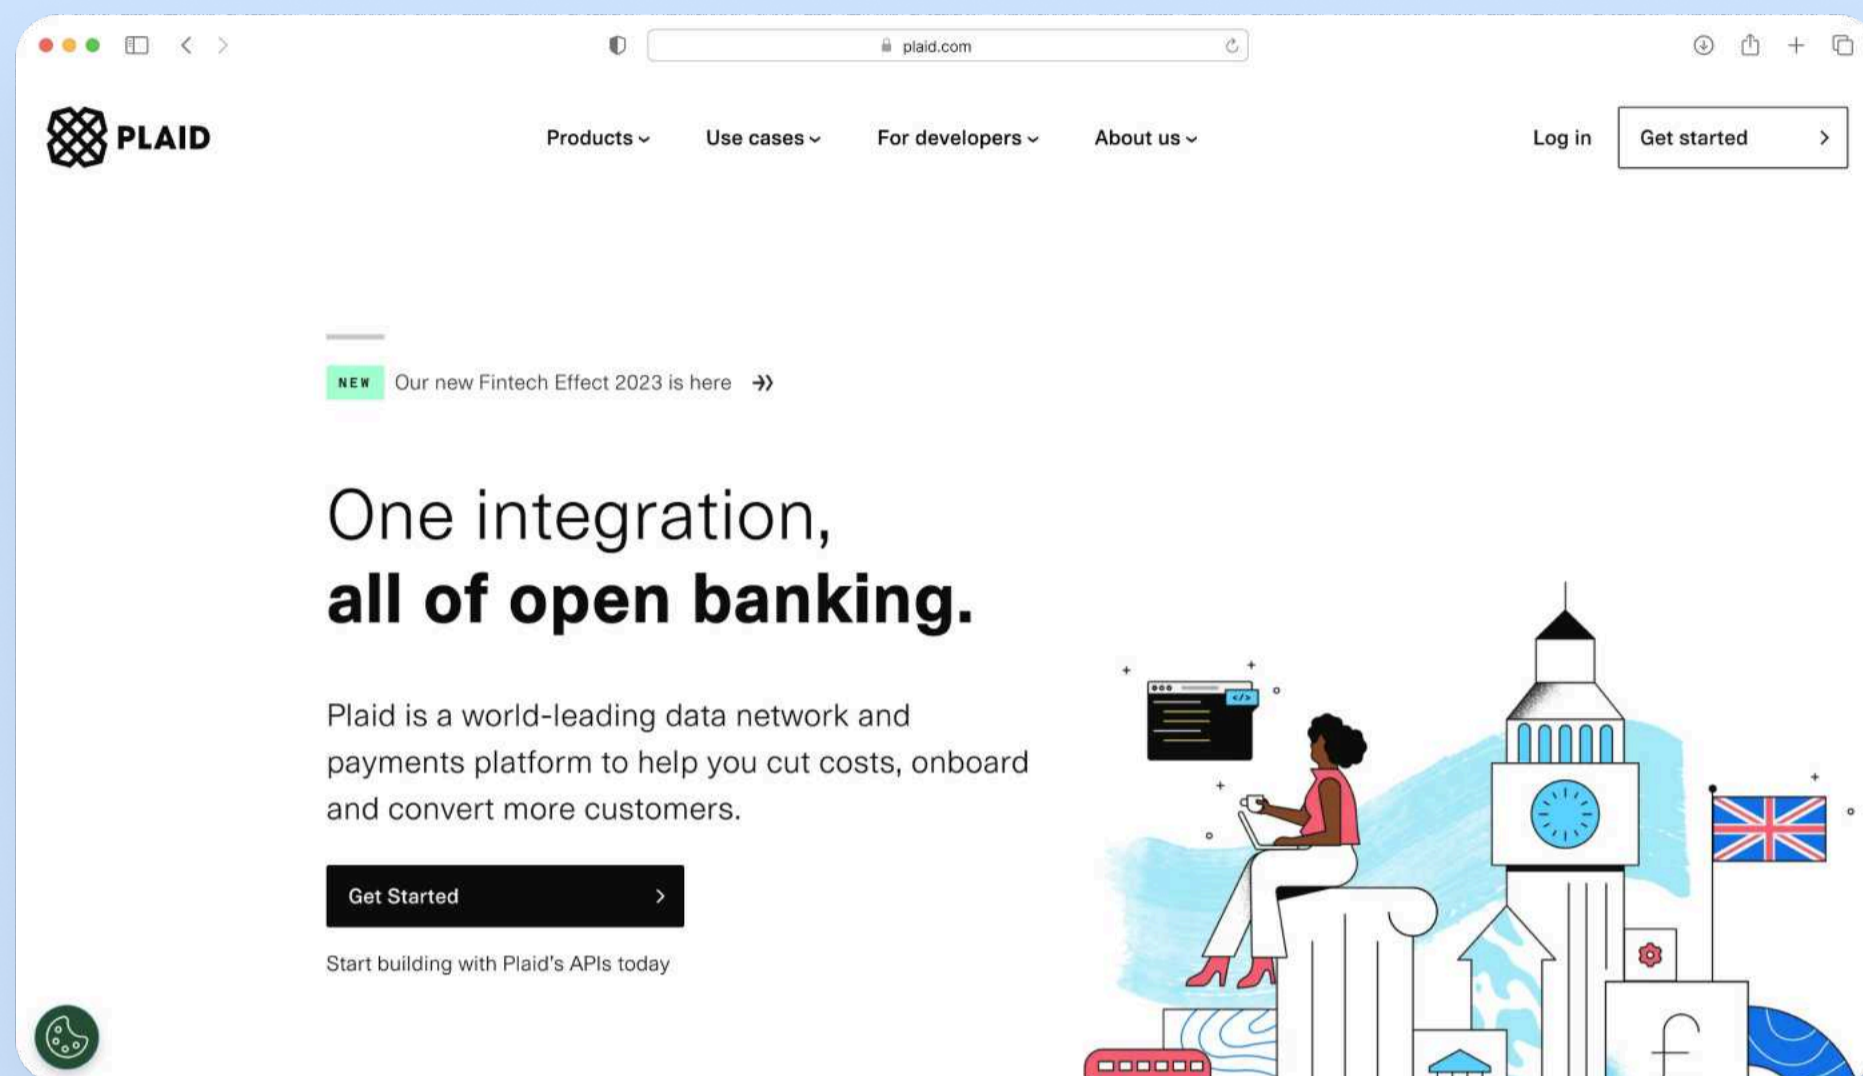 plaid.com
PLAID
Products
Use cases
For developers
About us
Log in
Get started
NEW Our new Fintech Effect 2023 is here
One integration,
all of open banking.
Plaid is a world-leading data network and
payments platform to help you cut costs, onboard
and convert more customers.
</>
Get Started
Start building with Plaid's APIs today
£